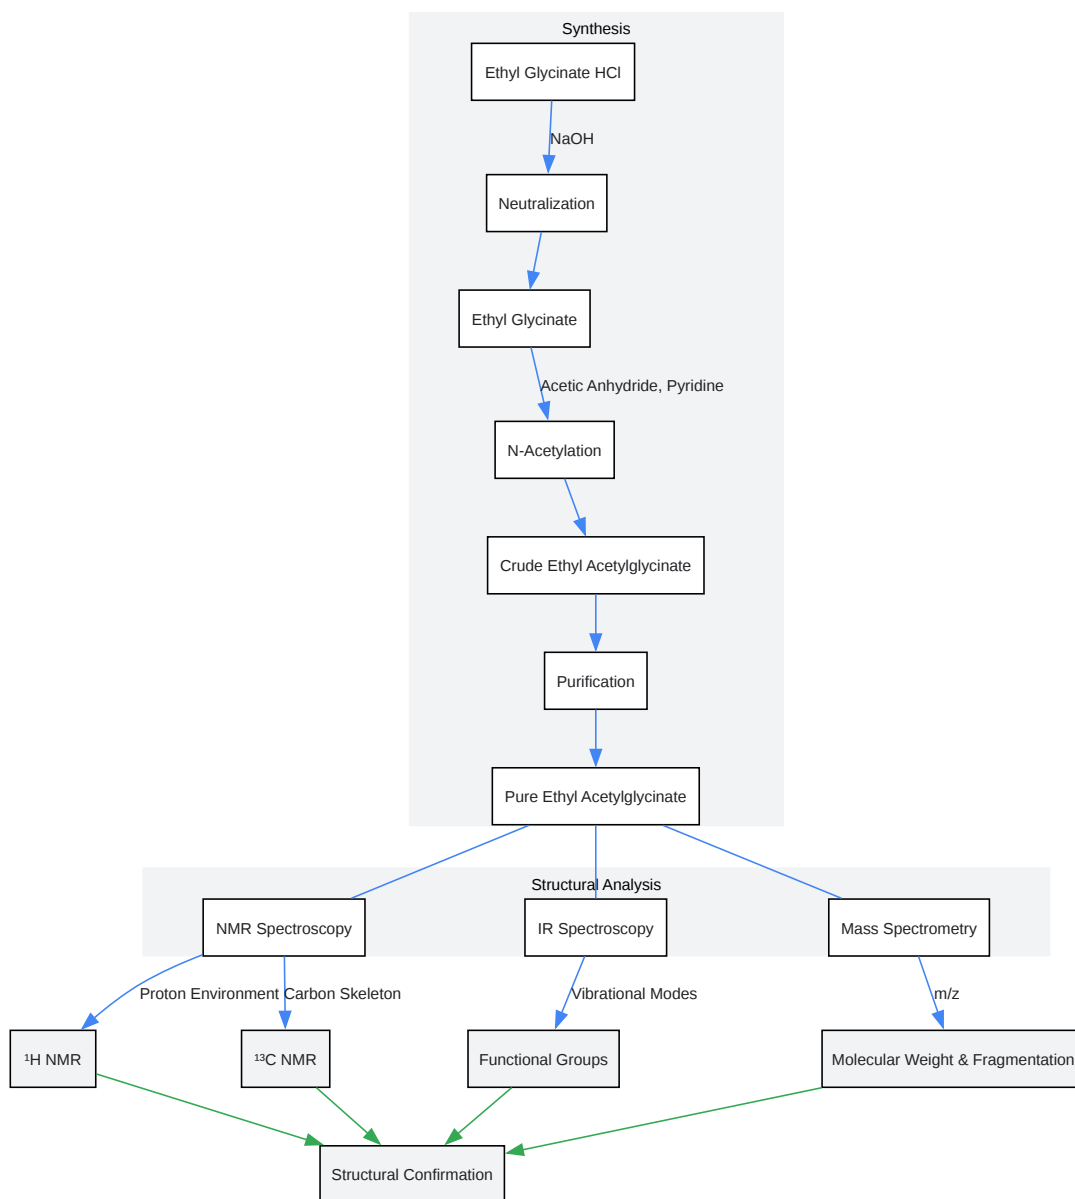 Synthesis
Ethyl Glycinate HCl
NaOH
Neutralization
Ethyl Glycinate
Acetic Anhydride, Pyridine
N-Acetylation
Crude Ethyl Acetylglycinate
Purification
Pure Ethyl Acetylglycinate
Structural Analysis
NMR Spectroscopy
IR Spectroscopy
Mass Spectrometry
Proton Environment
Carbon Skeleton
Vibrational Modes
m/z
¹H NMR
¹³C NMR
Functional Groups
Molecular Weight & Fragmentation
Structural Confirmation